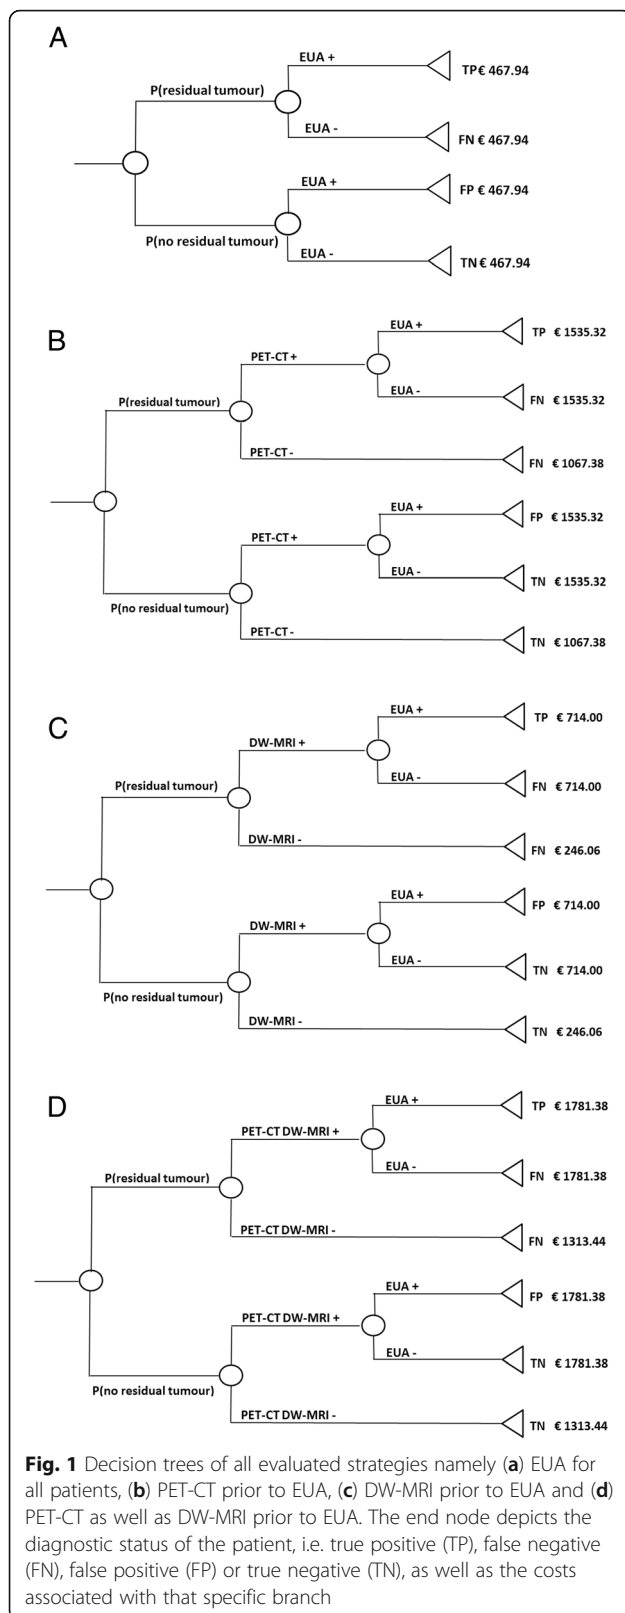 A
EUA +
TP € 467.94
P(residual tumour)
EUA -
FN € 467.94
EUA +
FP € 467.94
P(no residual tumour)
EUA -
TN € 467.94
B
EUA +
TP € 1535.32
PET-CT +
EUA -
FN € 1535.32
P(residual tumour)
PET-CT -
FN € 1067.38
EUA +
FP € 1535.32
PET-CT +
EUA -
TN € 1535.32
P(no residual tumour)
PET-CT -
TN € 1067.38
C
EUA +
TP € 714.00
DW-MRI +
EUA -
FN € 714.00
P(residual tumour)
DW-MRI -
FN € 246.06
EUA +
FP € 714.00
DW-MRI +
EUA -
TN € 714.00
P(no residual tumour)
DW-MRI -
TN € 246.06
D
EUA +
TP € 1781.38
PET-CT DW-MRI +
EUA -
FN € 1781.38
P(residual tumour)
PET-CT DW-MRI -
FN € 1313.44
EUA +
FP € 1781.38
PET-CT DW-MRI +
EUA -
TN € 1781.38
P(no residual tumour)
PET-CT DW-MRI -
TN € 1313.44
Fig. 1 Decision trees of all evaluated strategies namely (a) EUA for
all patients, (b) PET-CT prior to EUA, (c) DW-MRI prior to EUA and (d)
PET-CT as well as DW-MRI prior to EUA. The end node depicts the
diagnostic status of the patient, i.e. true positive (TP), false negative
(FN), false positive (FP) or true negative (TN), as well as the costs
associated with that specific branch